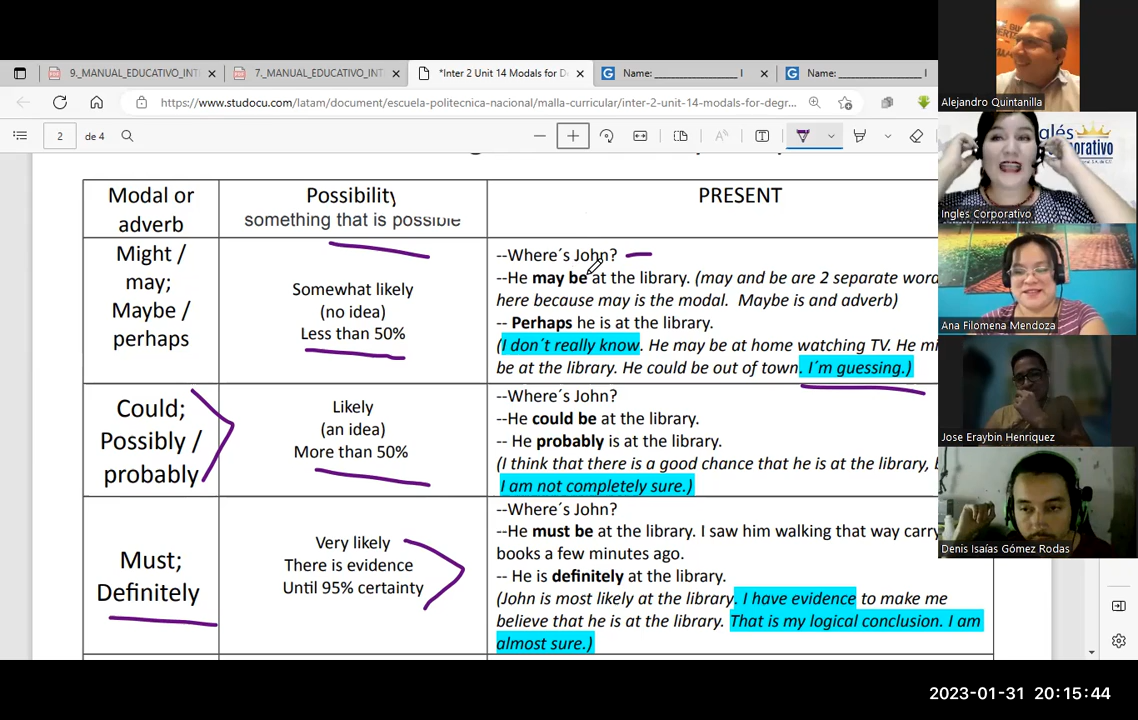 9._MANUAL_EDUCATIVO_INT
7._MANUAL_EDUCATIVO_INT
*Inter 2 Unit 14 Modals for De
Name: ______________ I
Name: ______________ I
https://www.studocu.com/latam/document/escuela-politecnica-nacional/malla-curricular/inter-2-unit-14-modals-for-degr...
2 de 4
Modal or
adverb
Possibility
something that is possible
PRESENT
Might /
may;
Maybe /
perhaps
Somewhat likely
(no idea)
Less than 50%
--Where´s John?
--He may be at the library. (may and be are 2 separate word
here because may is the modal. Maybe is and adverb)
-- Perhaps he is at the library.
(I don´t really know. He may be at home watching TV. He mi
be at the library. He could be out of town. I´m guessing.)
Could;
Possibly /
probably
Likely
(an idea)
More than 50%
--Where´s John?
--He could be at the library.
-- He probably is at the library.
(I think that there is a good chance that he is at the library,
I am not completely sure.)
Must;
Definitely
Very likely
There is evidence
Until 95% certainty
--Where´s John?
--He must be at the library. I saw him walking that way carry
books a few minutes ago.
-- He is definitely at the library.
(John is most likely at the library. I have evidence to make me
believe that he is at the library. That is my logical conclusion. I am
almost sure.)
Alejandro Quintanilla
glés
orporativo
Ingles Corporativo
Ana Filomena Mendoza
Jose Eraybin Henriquez
Denis Isaías Gómez Rodas
2023-01-31 20:15:44